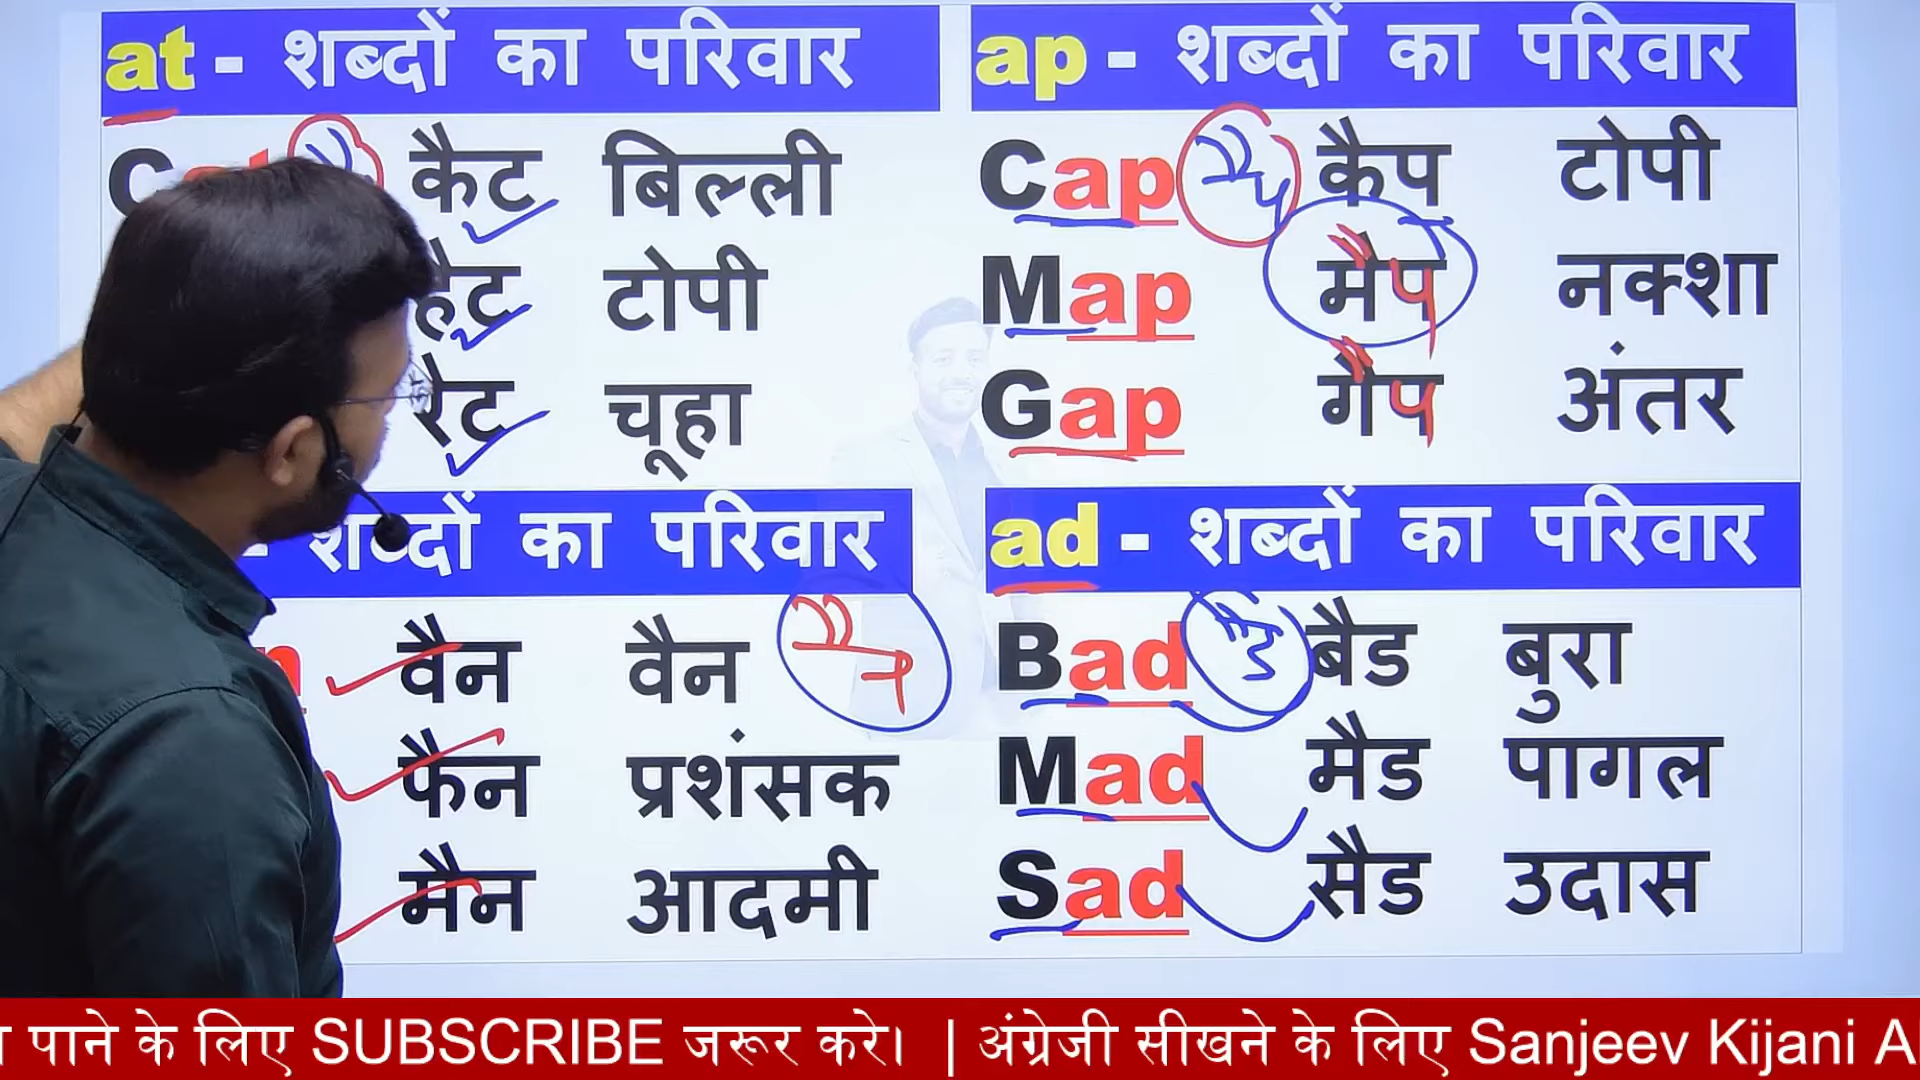 at - शब्दों का परिवार
कैट बिल्ली
हैट टोपी
रैट चूहा
ap - शब्दों का परिवार
Cap कैप टोपी
Map मैप नक्शा
Gap गैप अंतर
- शब्दों का परिवार
वैन वैन
फैन प्रशंसक
मैन आदमी
ad - शब्दों का परिवार
Bad बैड बुरा
Mad मैड पागल
Sad सैड उदास
पाने के लिए SUBSCRIBE जरूर करे। | अंग्रेजी सीखने के लिए Sanjeev Kijani A